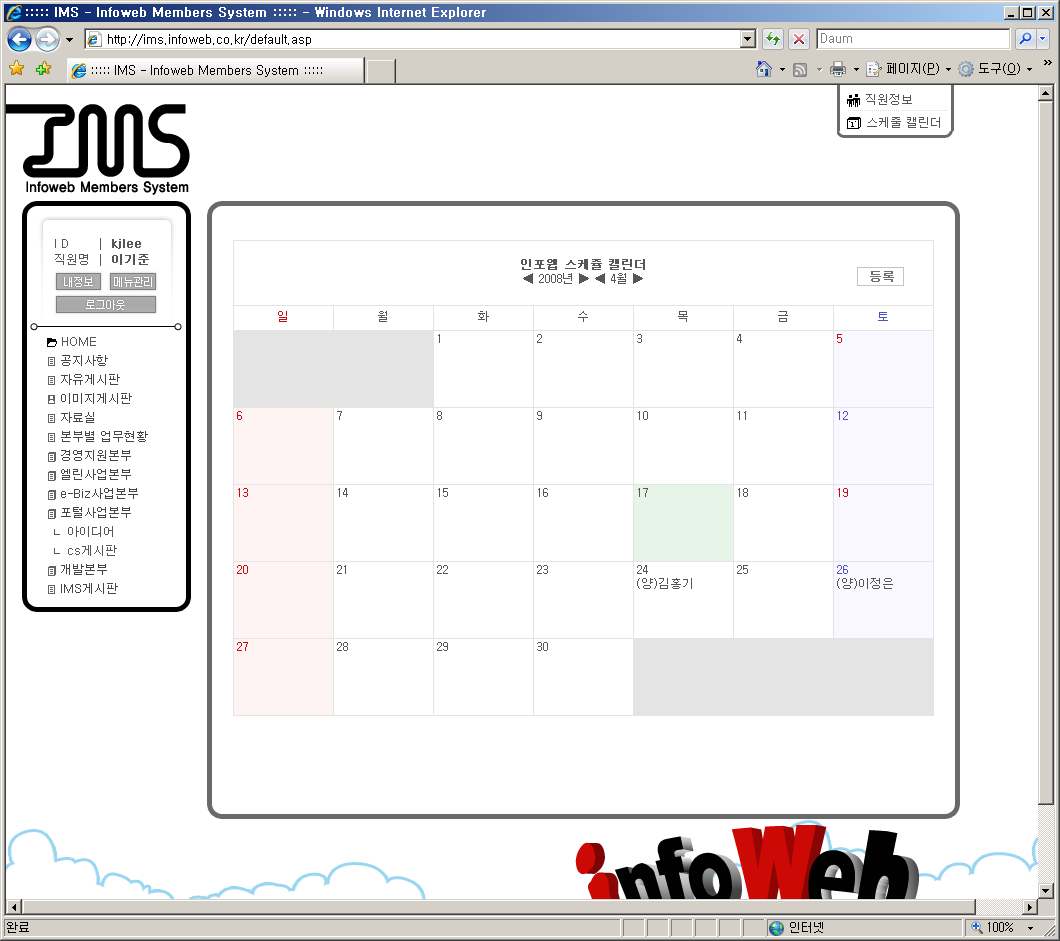 ::::: IMS - Infoweb Members System ::::: - Windows Internet Explorer
http://ims.infoweb.co.kr/default.asp
Daum
::::: IMS - Infoweb Members System :::::
페이지(P)
도구(O)
직원정보
스케줄 캘린더
IMS
Infoweb Members System
ID | kjlee
직원명 | 이기준
내정보 메뉴관리
로그아웃
HOME
공지사항
자유게시판
이미지게시판
자료실
본부별 업무현황
경영지원본부
엘린사업본부
e-Biz사업본부
포털사업본부
아이디어
cs게시판
개발본부
IMS게시판
인포웹 스케줄 캘린더
◀ 2008년 ▶ ◀ 4월 ▶
등록
일 월 화 수 목 금 토
1 2 3 4 5
6 7 8 9 10 11 12
13 14 15 16 17 18 19
20 21 22 23 24 25 26
(양)김홍기 (양)이정은
27 28 29 30
infoWeb
완료
인터넷
100%